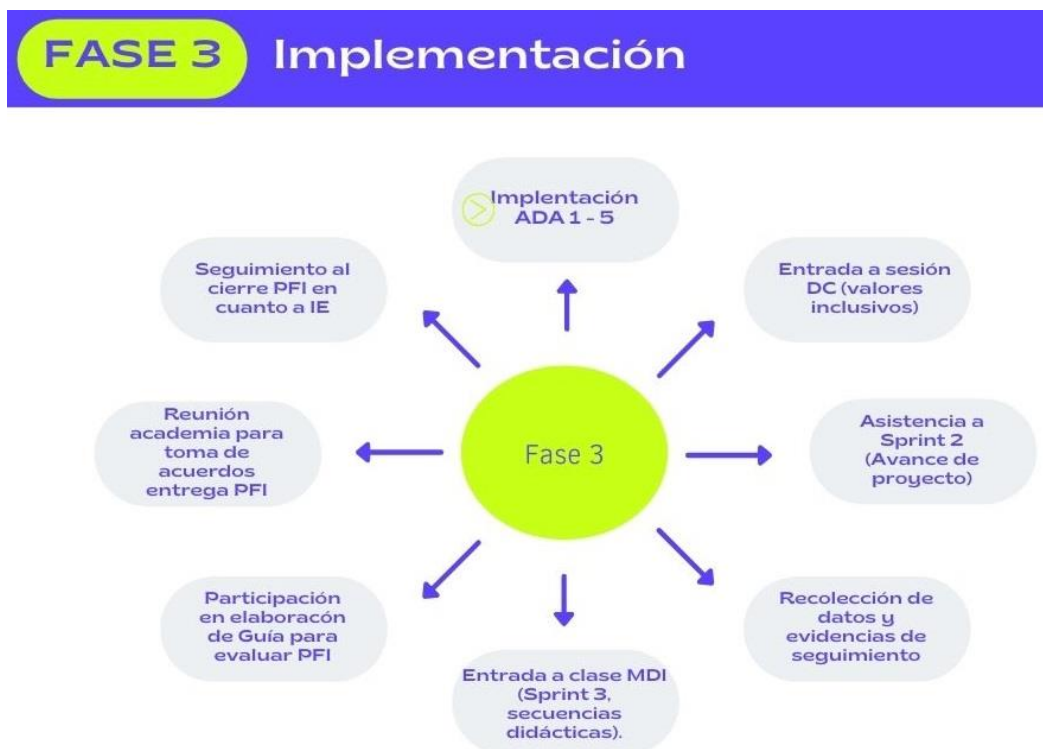 FASE 3 Implementación
Implentación
ADA 1 - 5
Entrada a sesión
DC (valores
inclusivos)
Asistencia a
Sprint 2
(Avance de
proyecto)
Recolección de
datos y
evidencias de
seguimiento
Entrada a clase MDI
(Sprint 3,
secuencias
didácticas).
Participación
en elaboracón
de Guía para
evaluar PFI
Reunión
academia para
toma de
acuerdos
entrega PFI
Seguimiento al
cierre PFI en
cuanto a IE
Fase 3